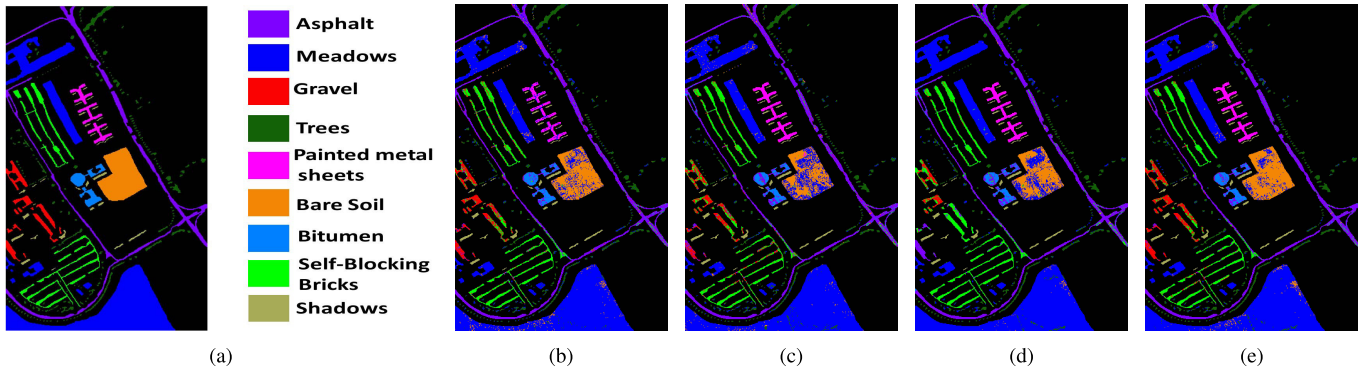 Asphalt
Meadows
Gravel
Trees
Painted metal
sheets
Bare Soil
Bitumen
Self-Blocking
Bricks
Shadows
(a)
(b)
(c)
(d)
(e)